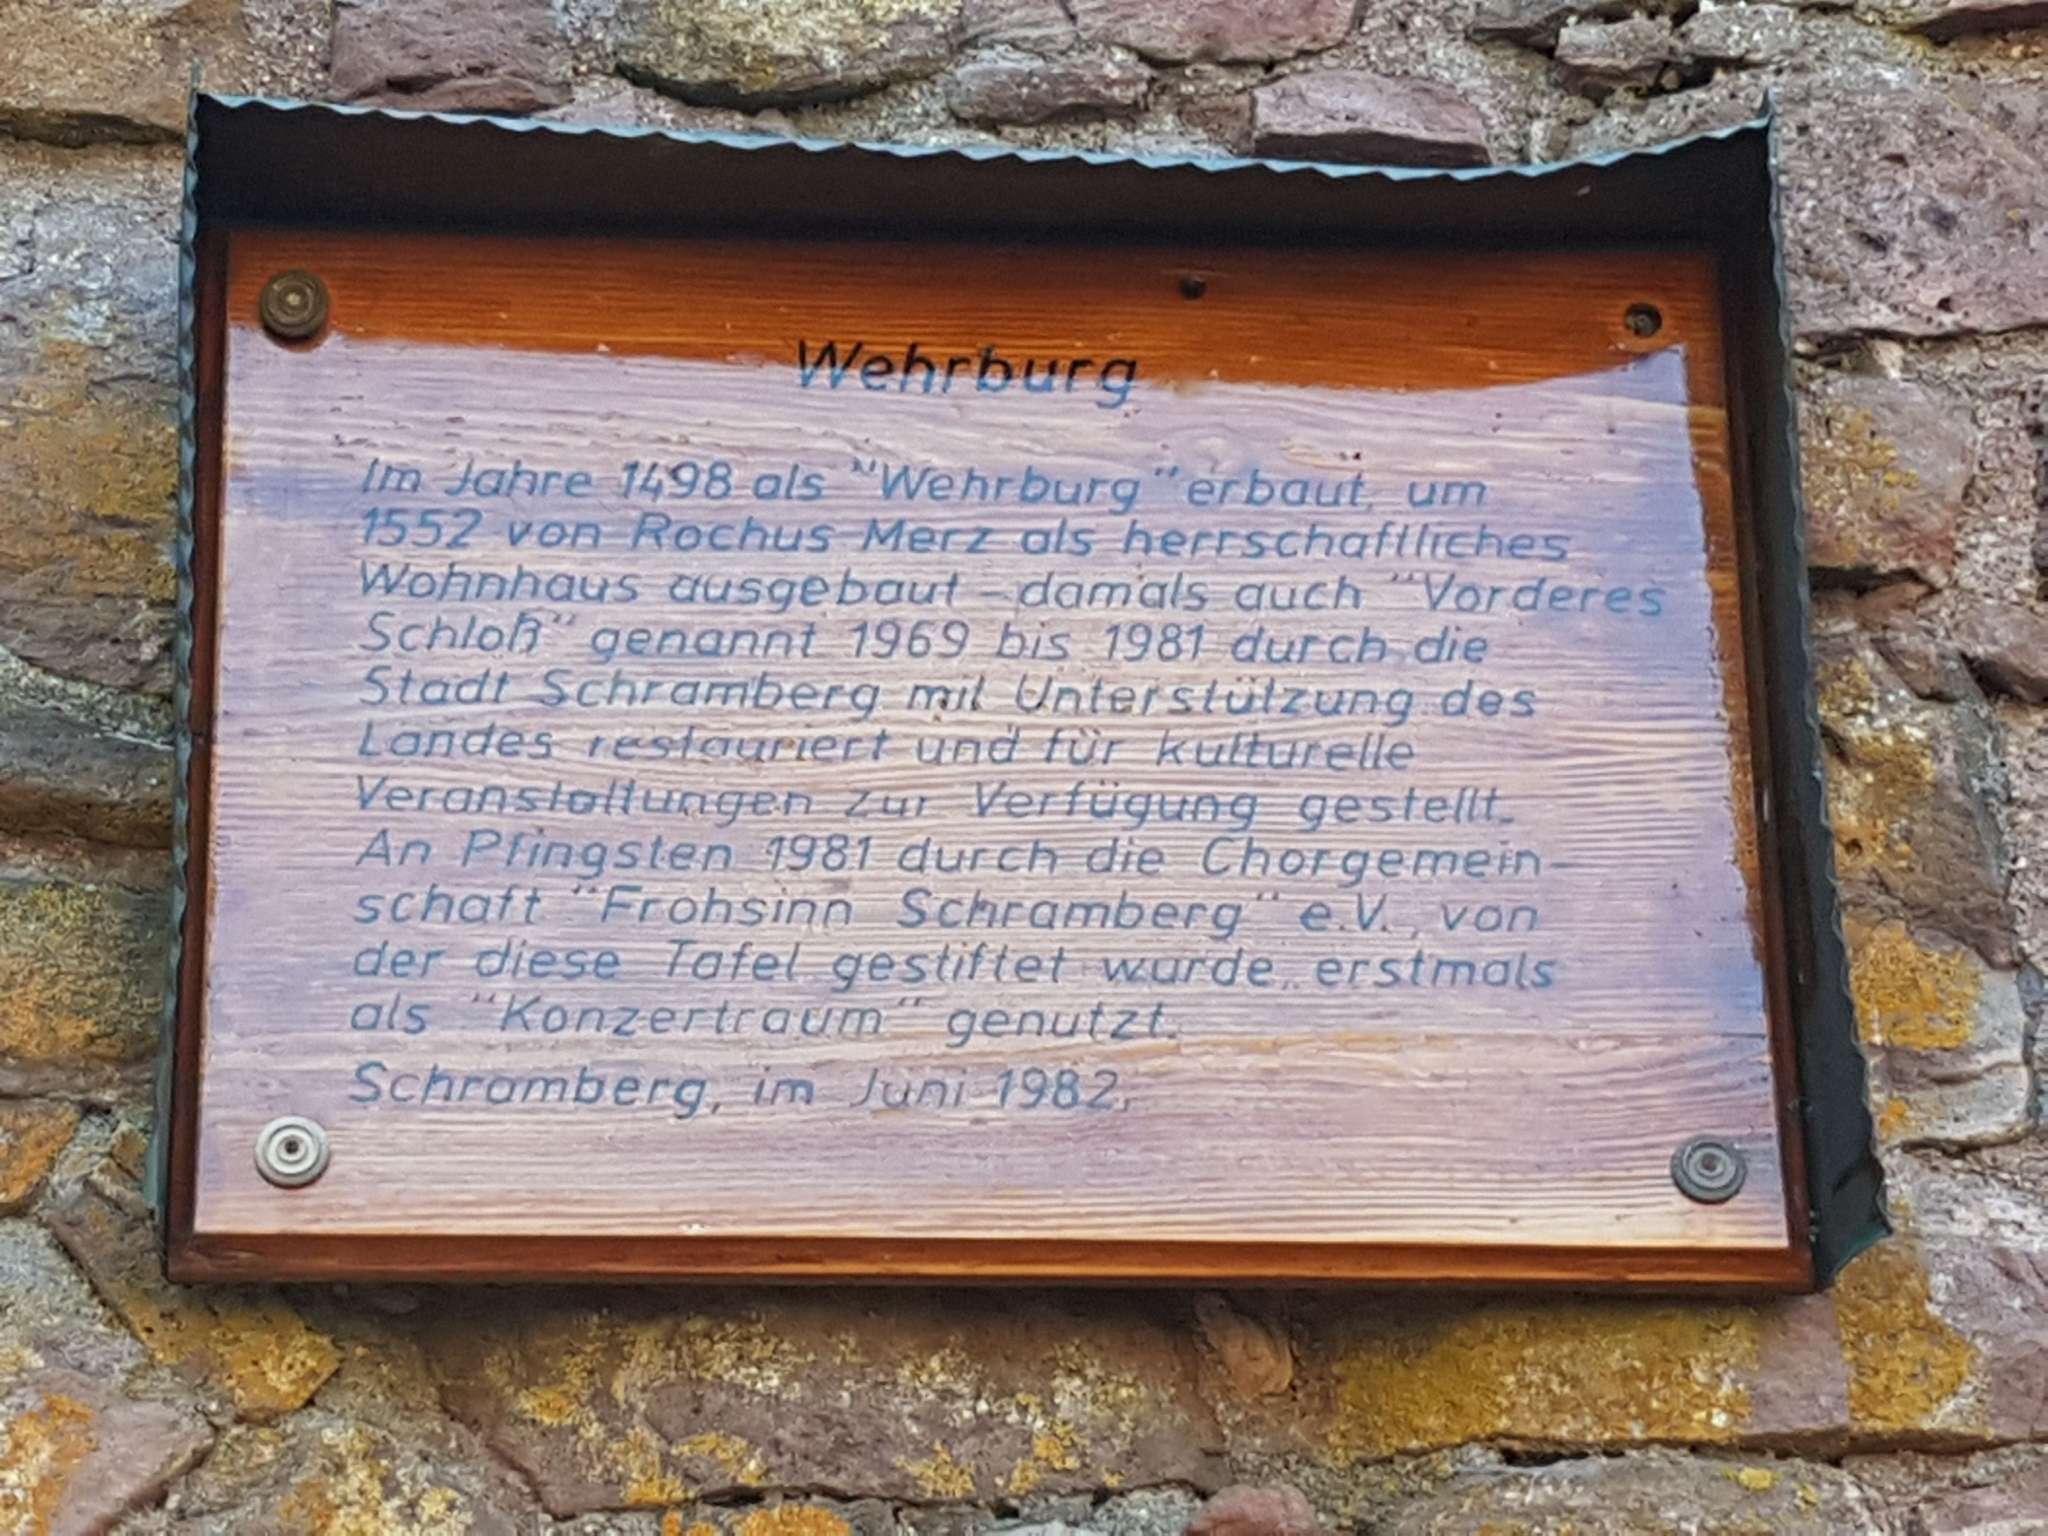 Wehrburg
Im Jahre 1498 als "Wehrburg" erbaut, um
1552 von Rochus Merz als herrschaftliches
Wohnhaus ausgebaut - damals auch "Vorderes
Schloß" genannt 1969 bis 1981 durch die
Stadt Schramberg mit Unterstützung des
Landes restauriert und für kulturelle
Veranstaltungen zur Verfügung gestellt.
An Pfingsten 1981 durch die Chorgemein-
schaft "Frohsinn Schramberg" e.V., von
der diese Tafel gestiftet wurde, erstmals
als "Konzertraum" genutzt.
Schramberg, im Juni 1982.